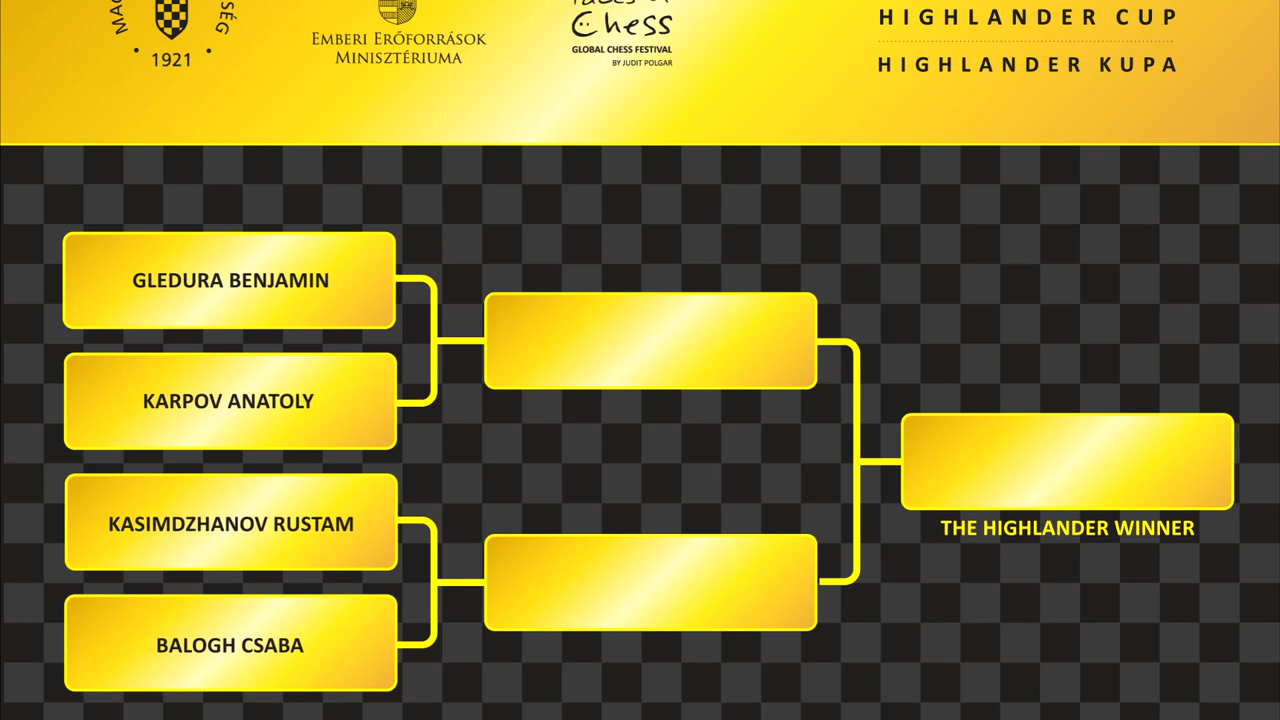 1921
EMBERI ERŐFORRÁSOK
MINISZTÉRIUMA
Chess
GLOBAL CHESS FESTIVAL
BY JUDIT POLGAR
HIGHLANDER CUP
HIGHLANDER KUPA
GLEDURA BENJAMIN
KARPOV ANATOLY
KASIMDZHANOV RUSTAM
BALOGH CSABA
THE HIGHLANDER WINNER